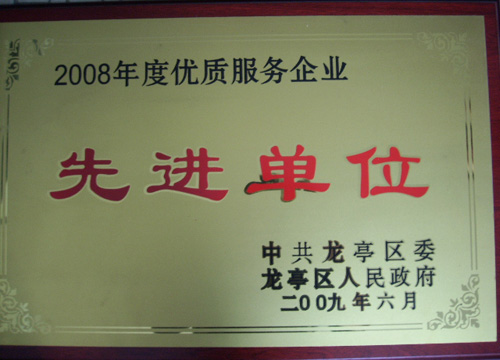 2008年度优质服务企业
先进单位
中共龙亭区委
龙亭区人民政府
二00九年六月